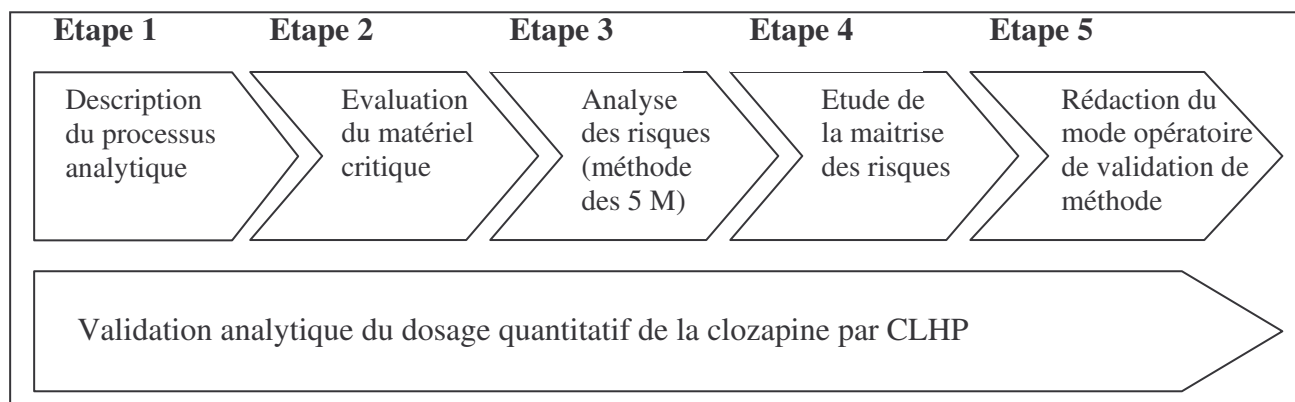 Etape 1
Etape 2
Etape 3
Etape 4
Etape 5
Description
du processus
analytique
Evaluation
du matériel
critique
Analyse
des risques
(méthode
des 5 M)
Etude de
la maitrise
des risques
Rédaction du
mode opératoire
de validation de
méthode
Validation analytique du dosage quantitatif de la clozapine par CLHP